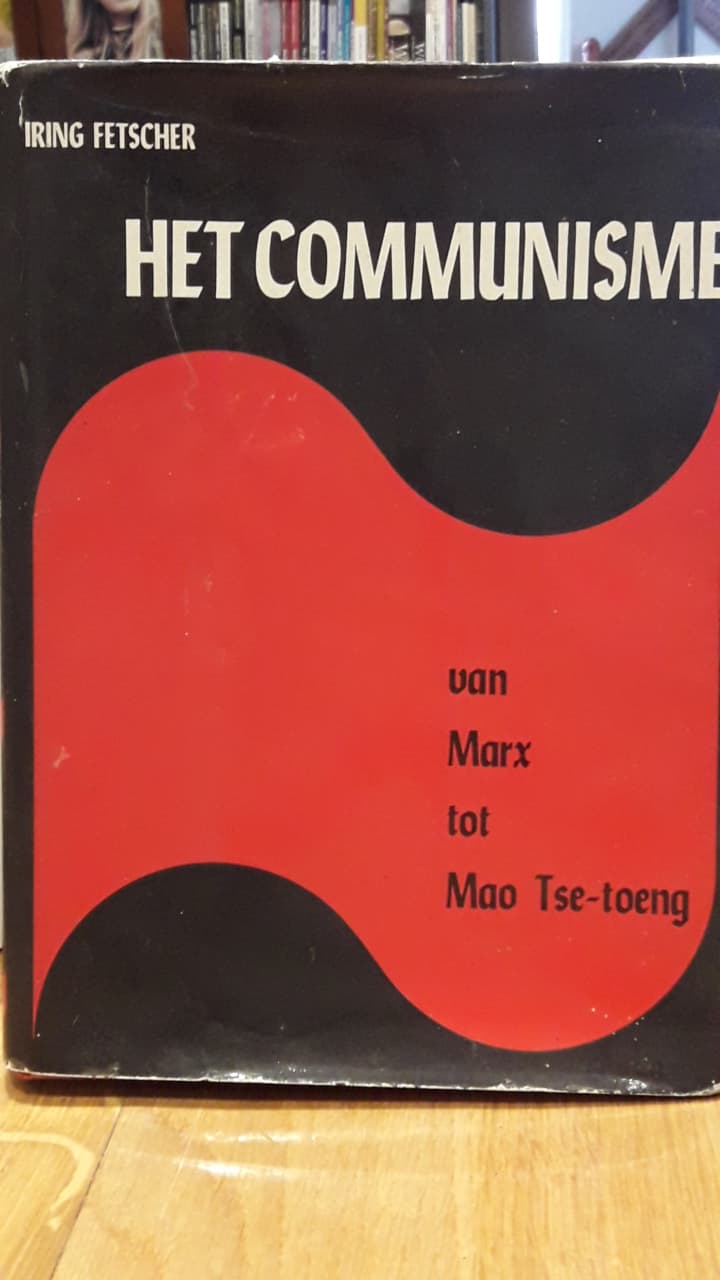 IRING FETSCHER
HET COMMUNISME
van
Marx
tot
Mao Tse-toeng